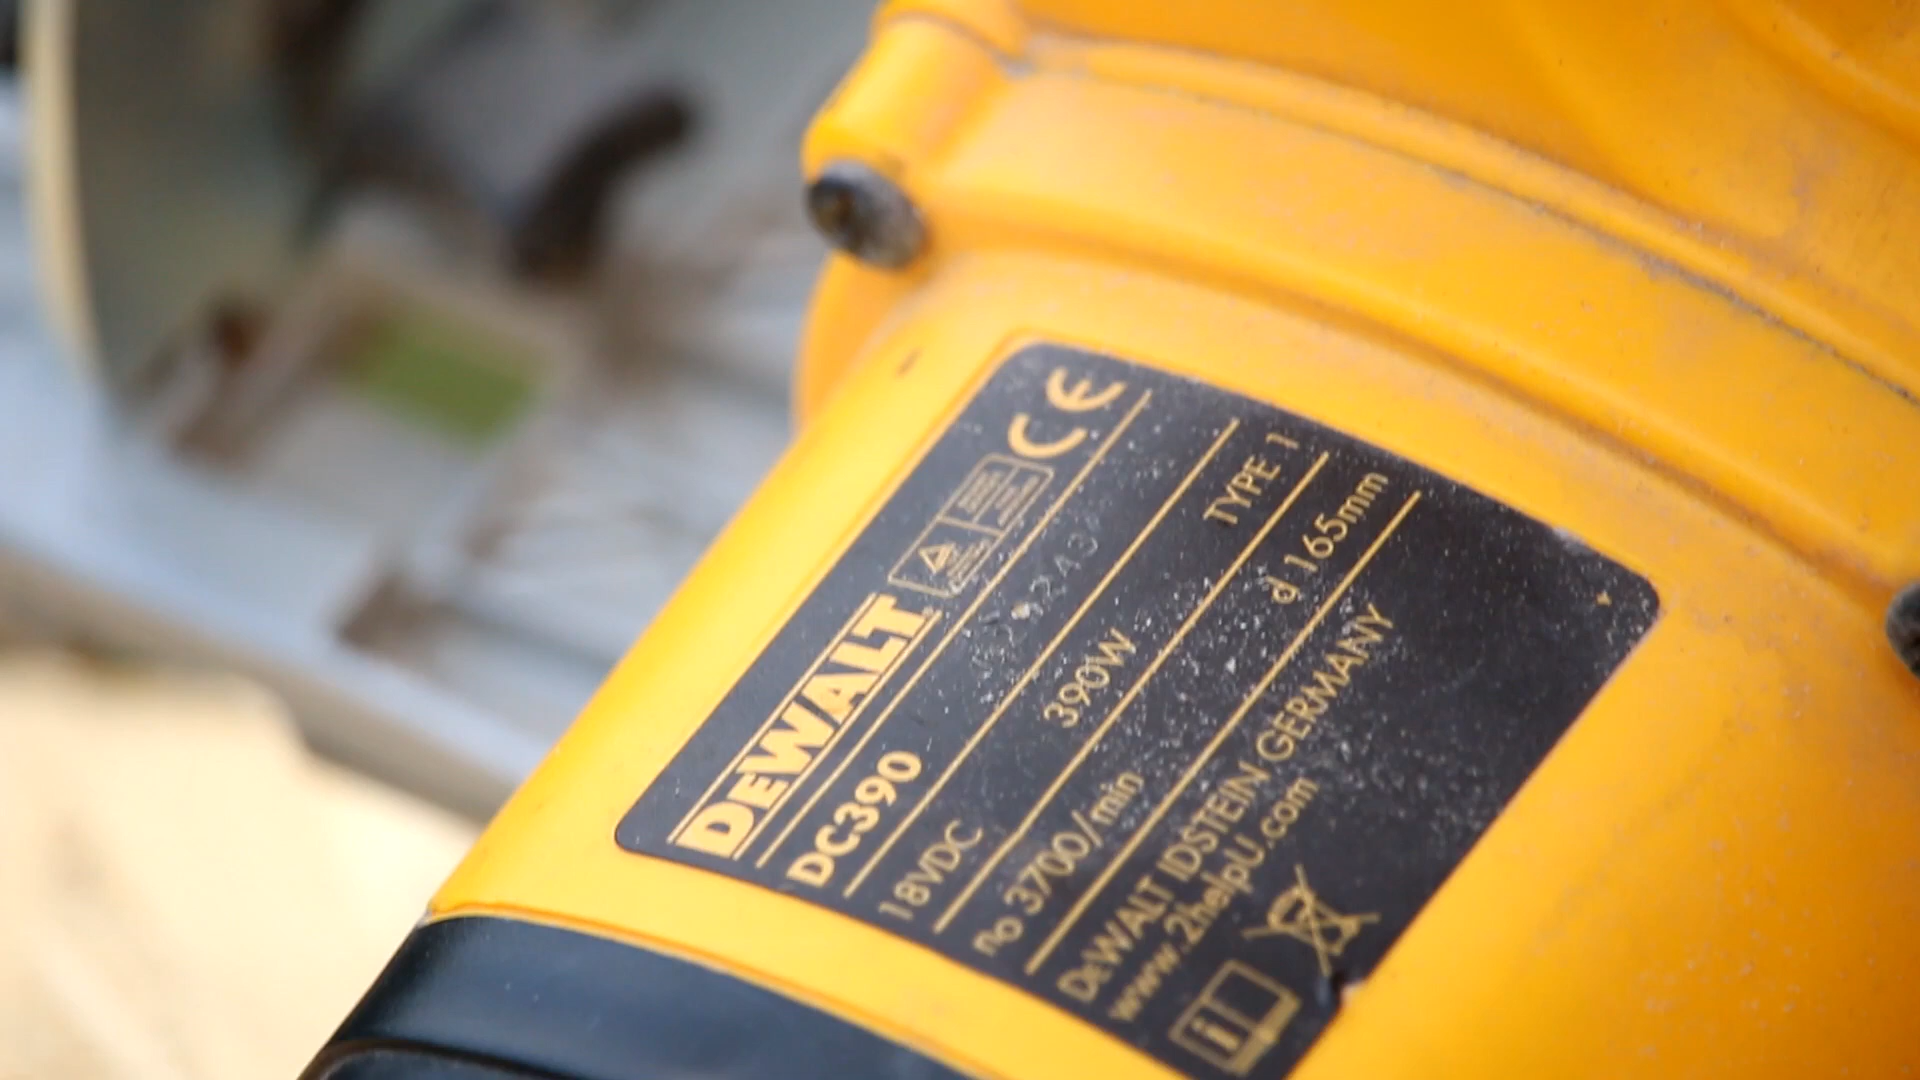 DEWALT CE
DC390
TYPE 1
18VDC 390W
no 3700/min d 165mm
DeWALT IDSTEIN GERMANY
www.2helpU.com
i